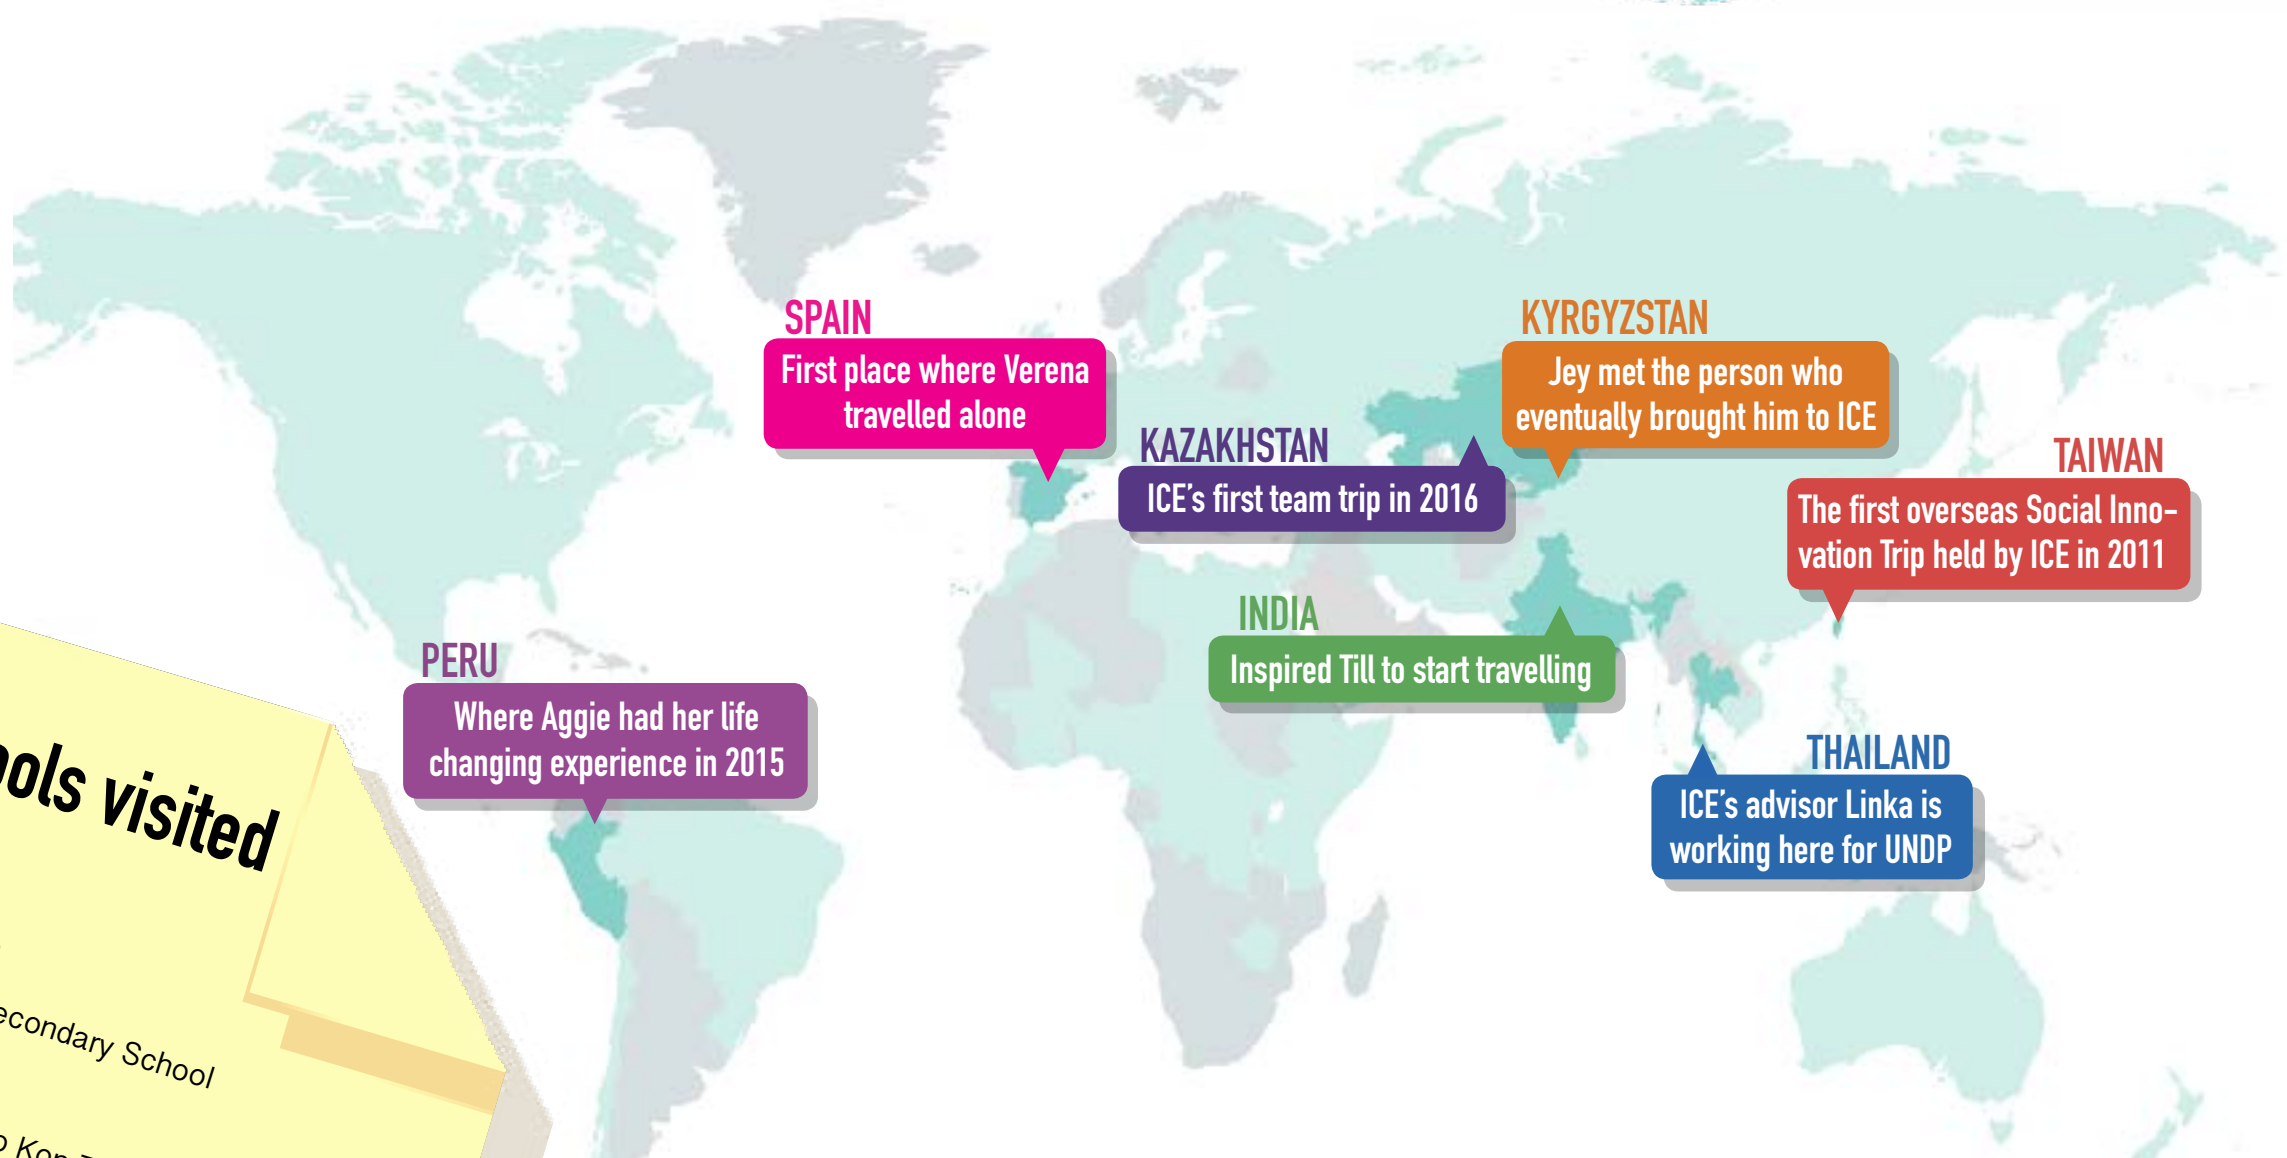 SPAIN
First place where Verena
travelled alone
KYRGYZSTAN
Jey met the person who
eventually brought him to ICE
KAZAKHSTAN
ICE's first team trip in 2016
TAIWAN
The first overseas Social Inno-
vation Trip held by ICE in 2011
INDIA
Inspired Till to start travelling
PERU
Where Aggie had her life
changing experience in 2015
THAILAND
ICE's advisor Linka is
working here for UNDP
visited
School